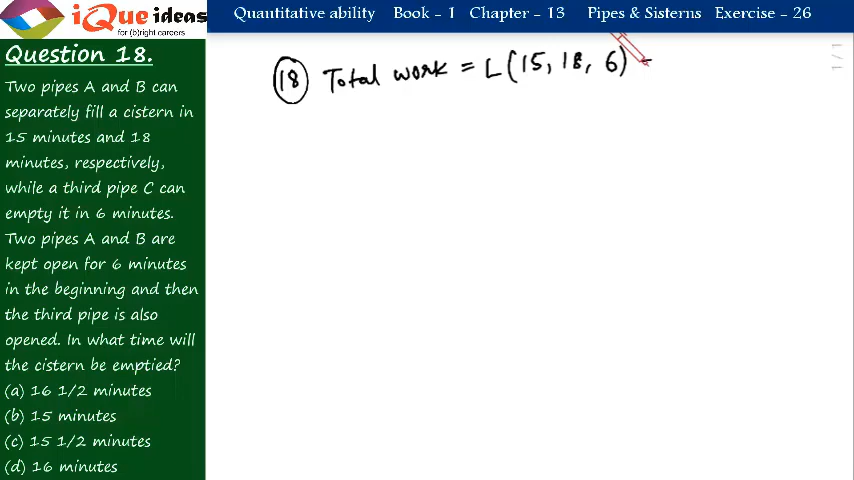 iQue ideas
for (b)right careers
Quantitative ability Book - 1 Chapter - 13 Pipes & Sisterns Exercise - 26
Question 18.
Two pipes A and B can
separately fill a cistern in
15 minutes and 18
minutes, respectively,
while a third pipe C can
empty it in 6 minutes.
Two pipes A and B are
kept open for 6 minutes
in the beginning and then
the third pipe is also
opened. In what time will
the cistern be emptied?
(a) 16 1/2 minutes
(b) 15 minutes
(c) 15 1/2 minutes
(d) 16 minutes
18 Total work = L(15, 18, 6) -
1/1